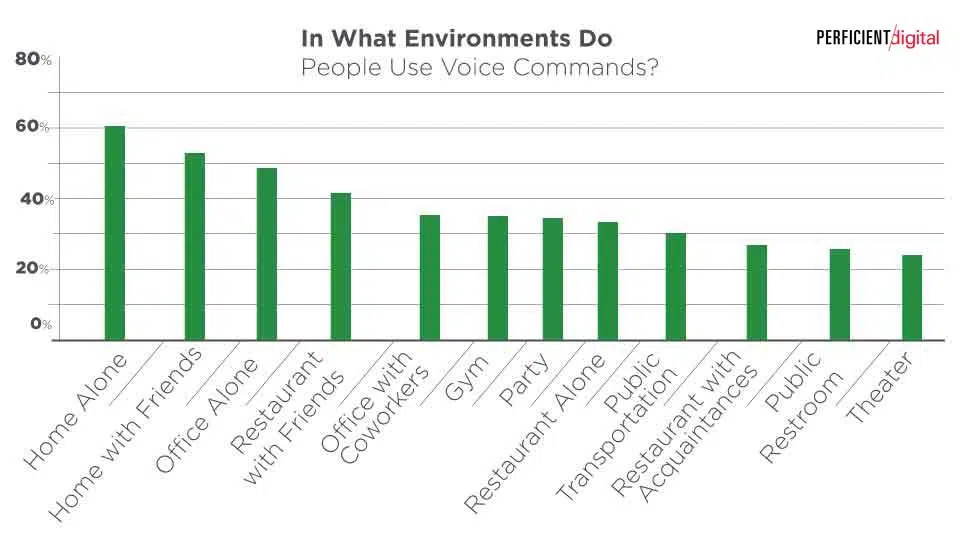 In What Environments Do
People Use Voice Commands?
PERFICIENT/digital
80%
60%
40%
20%
0%
Home Alone
Home with Friends
Office Alone
Restaurant
with Friends
Office with
Coworkers
Gym
Party
Restaurant Alone
Public
Transportation
Restaurant with
Acquaintances
Public
Restroom
Theater